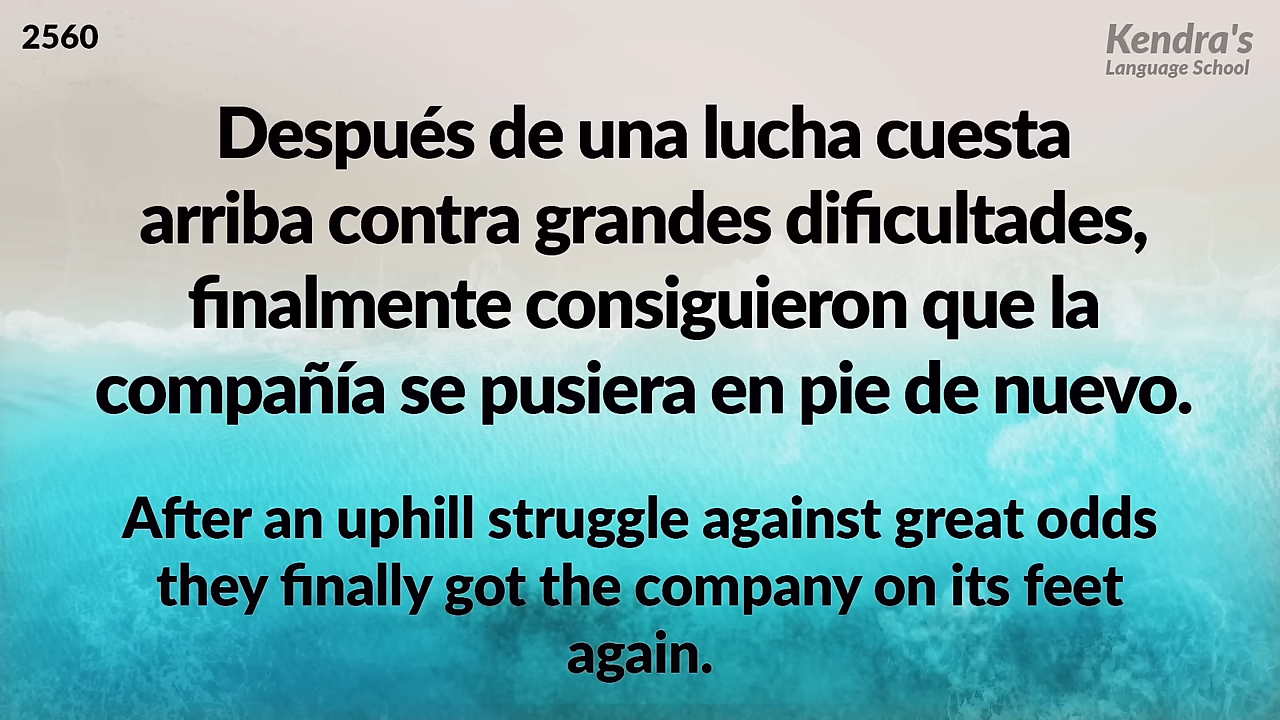 2560
Kendra's
Language School
Después de una lucha cuesta
arriba contra grandes dificultades,
finalmente consiguieron que la
compañía se pusiera en pie de nuevo.
After an uphill struggle against great odds
they finally got the company on its feet
again.